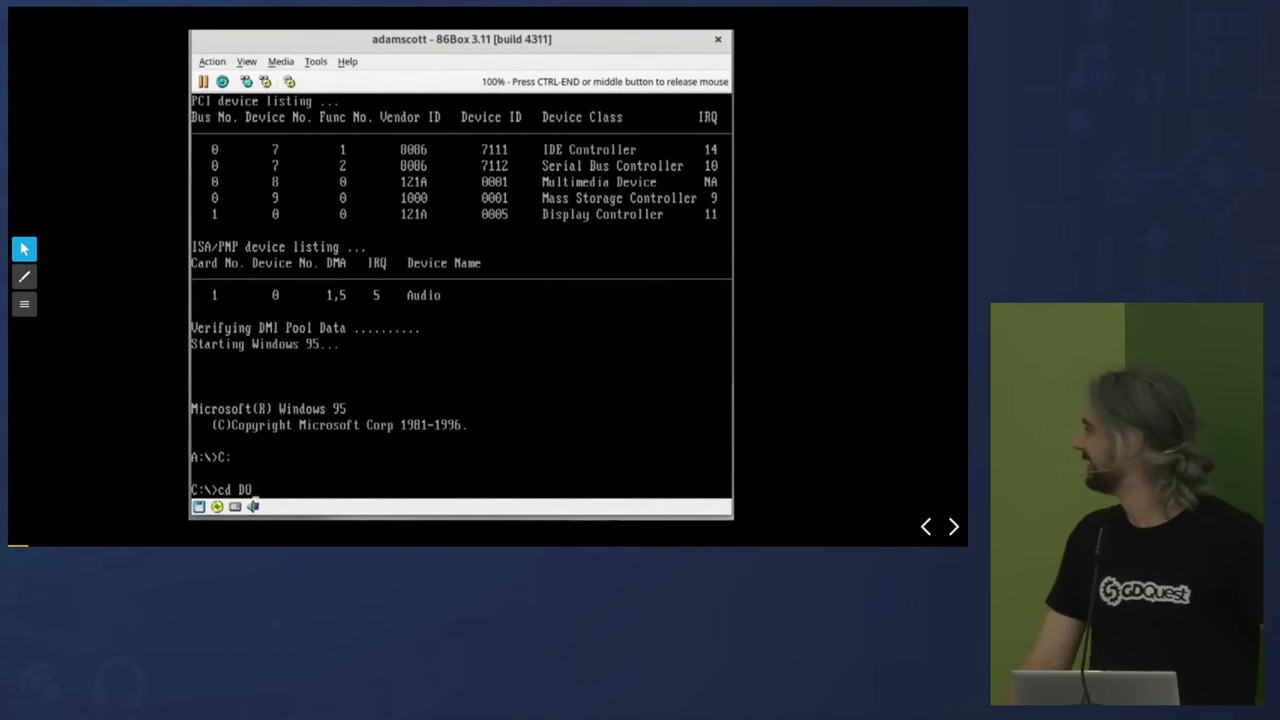 adamscott - 86Box 3.11 [build 4311]
Action View Media Tools Help
100% - Press CTRL-END or middle button to release mouse
PCI device listing ...
Bus No. Device No. Func No. Vendor ID Device ID Device Class IRQ
0 7 1 8086 7111 IDE Controller 14
0 7 2 8086 7112 Serial Bus Controller 10
0 8 0 121A 0001 Multimedia Device NA
0 9 0 1000 0001 Mass Storage Controller 9
1 0 0 121A 0005 Display Controller 11
ISA/PNP device listing ...
Card No. Device No. DMA IRQ Device Name
1 0 1,5 5 Audio
Verifying DMI Pool Data ..........
Starting Windows 95...
Microsoft(R) Windows 95
(C)Copyright Microsoft Corp 1981-1996.
A:\>C:
C:\>cd DO
GDQuest